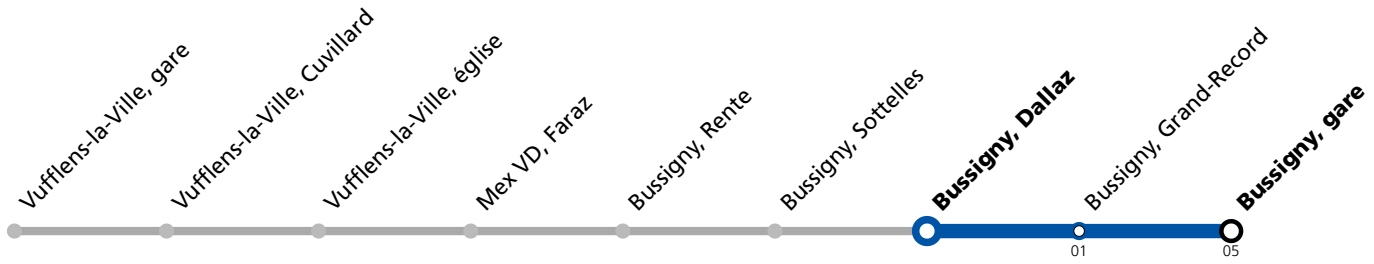 Vufflens-la-Ville, gare
Vufflens-la-Ville, Cuvillard
Vufflens-la-Ville, église
Mex VD, Faraz
Bussigny, Rente
Bussigny, Sottelles
Bussigny, Dallaz
Bussigny, Grand-Record
Bussigny, gare
01
05